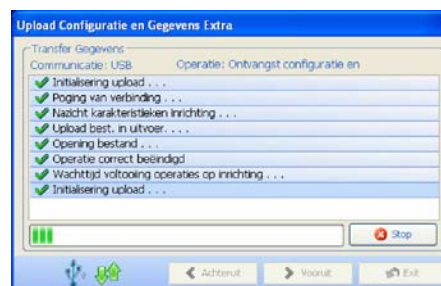 Upload Configuratie en Gegevens Extra
Transfer Gegevens
Communicatie: USB Operatie: Ontvangst configuratie en
Initialisering upload . . .
Poging van verbinding . . .
Nazicht karakteristieken inrichting . . .
Upload best. in uitvoer. . . .
Opening bestand . . .
Operatie correct beëindigd
Wachttijd voltooing operaties op inrichting . . .
Initialisering upload . . .
Stop
Achteruit Vooruit Exit